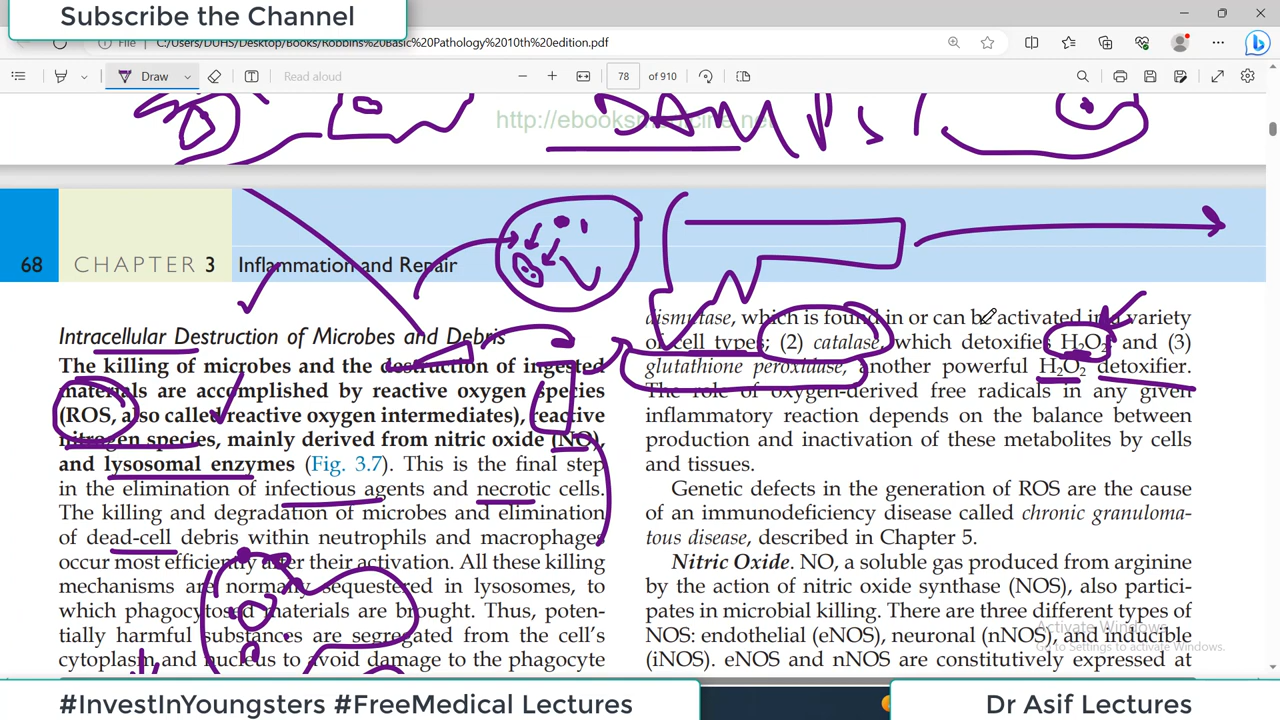 Subscribe the Channel
File C:/Users/DUHS/Desktop/Books/Robbins%20Basic%20Pathology%2010th%20edition.pdf
Draw Read aloud 78 of 910
DAMPs
68 CHAPTER 3 Inflammation and Repair
Intracellular Destruction of Microbes and Debris
The killing of microbes and the destruction of ingested
materials are accomplished by reactive oxygen species
(ROS, also called reactive oxygen intermediates), reactive
nitrogen species, mainly derived from nitric oxide (NO),
and lysosomal enzymes (Fig. 3.7). This is the final step
in the elimination of infectious agents and necrotic cells.
The killing and degradation of microbes and elimination
of dead-cell debris within neutrophils and macrophages
occur most efficiently after their activation. All these killing
mechanisms are normally sequestered in lysosomes, to
which phagocytosed materials are brought. Thus, poten-
tially harmful substances are segregated from the cell's
cytoplasm and nucleus to avoid damage to the phagocyte
dismutase, which is found in or can be activated in a variety
of cell types; (2) catalase, which detoxifies H₂O₂; and (3)
glutathione peroxidase, another powerful H₂O₂ detoxifier.
The role of oxygen-derived free radicals in any given
inflammatory reaction depends on the balance between
production and inactivation of these metabolites by cells
and tissues.
Genetic defects in the generation of ROS are the cause
of an immunodeficiency disease called chronic granuloma-
tous disease, described in Chapter 5.
Nitric Oxide. NO, a soluble gas produced from arginine
by the action of nitric oxide synthase (NOS), also partici-
pates in microbial killing. There are three different types of
NOS: endothelial (eNOS), neuronal (nNOS), and inducible
(iNOS). eNOS and nNOS are constitutively expressed at
Activate Windows
Go to Settings to activate Windows.
#InvestInYoungsters #FreeMedical Lectures
Dr Asif Lectures